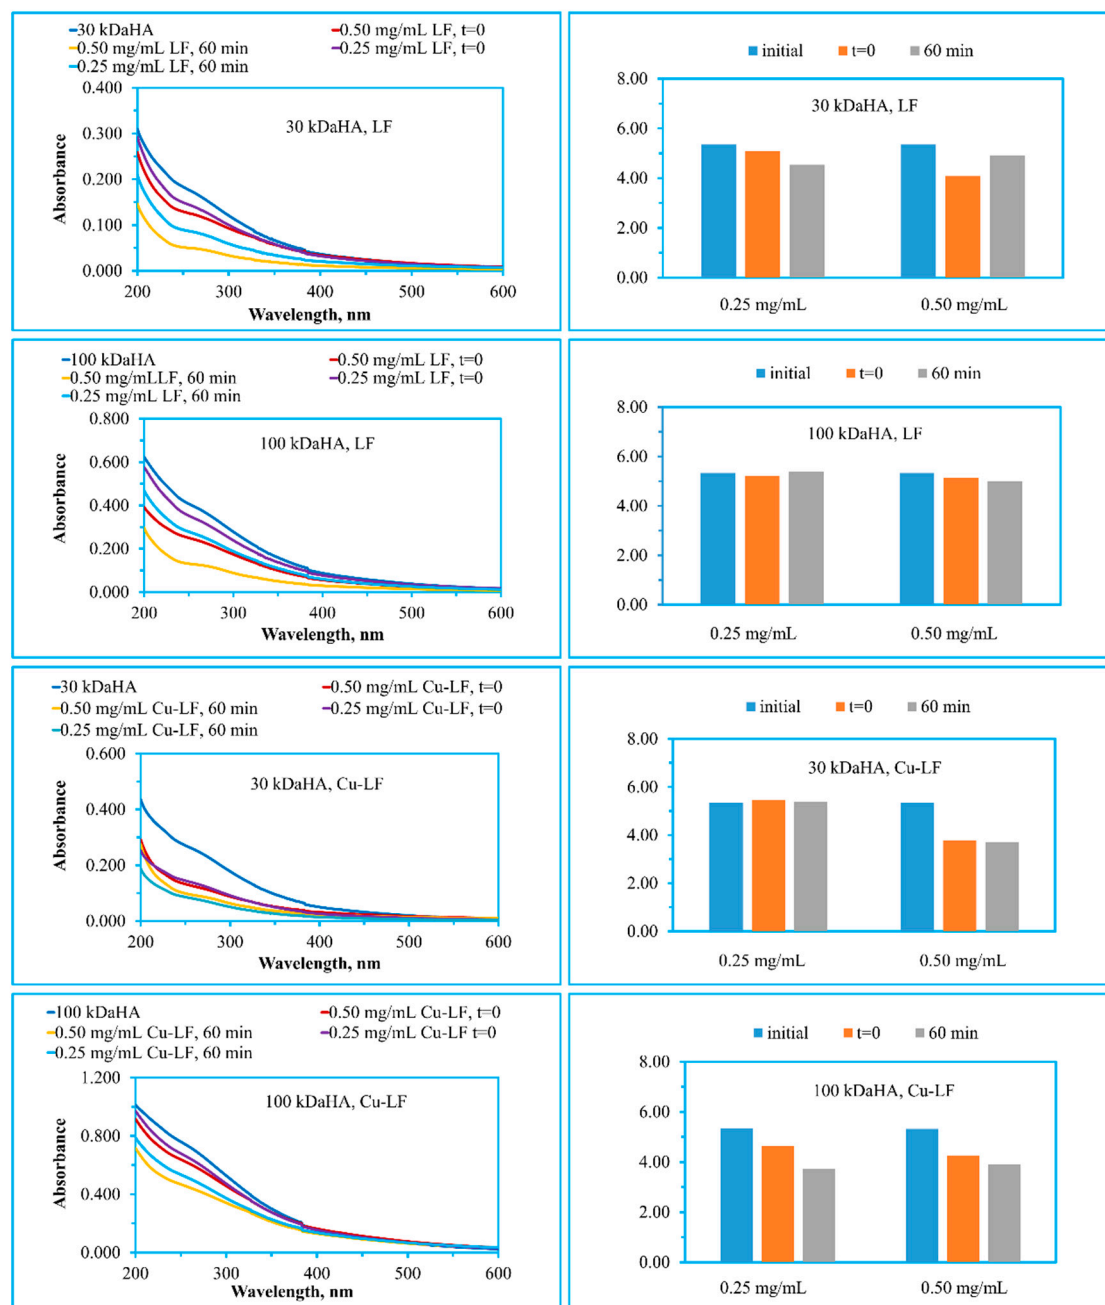 30 kDaHA
0.50 mg/mL LF, t=0
0.50 mg/mL LF, 60 min
0.25 mg/mL LF, t=0
0.25 mg/mL LF, 60 min
0.400
0.300
0.200
0.100
0.000
Absorbance
30 kDaHA, LF
200 300 400 500 600
Wavelength, nm
initial t=0 60 min
8.00
6.00
4.00
2.00
0.00
30 kDaHA, LF
0.25 mg/mL 0.50 mg/mL
100 kDaHA
0.50 mg/mL LF, t=0
0.50 mg/mLLF, 60 min
0.25 mg/mL LF, t=0
0.25 mg/mL LF, 60 min
0.800
0.600
0.400
0.200
0.000
Absorbance
100 kDaHA, LF
200 300 400 500 600
Wavelength, nm
initial t=0 60 min
8.00
6.00
4.00
2.00
0.00
100 kDaHA, LF
0.25 mg/mL 0.50 mg/mL
30 kDaHA
0.50 mg/mL Cu-LF, t=0
0.50 mg/mL Cu-LF, 60 min
0.25 mg/mL Cu-LF, t=0
0.25 mg/mL Cu-LF, 60 min
0.600
0.400
0.200
0.000
Absorbance
30 kDaHA, Cu-LF
200 300 400 500 600
Wavelength, nm
initial t=0 60 min
8.00
6.00
4.00
2.00
0.00
30 kDaHA, Cu-LF
0.25 mg/mL 0.50 mg/mL
100 kDaHA
0.50 mg/mL Cu-LF, t=0
0.50 mg/mL Cu-LF, 60 min
0.25 mg/mL Cu-LF t=0
0.25 mg/mL Cu-LF, 60 min
1.200
0.800
0.400
0.000
Absorbance
100 kDaHA, Cu-LF
200 300 400 500 600
Wavelength, nm
initial t=0 60 min
8.00
6.00
4.00
2.00
0.00
100 kDaHA, Cu-LF
0.25 mg/mL 0.50 mg/mL